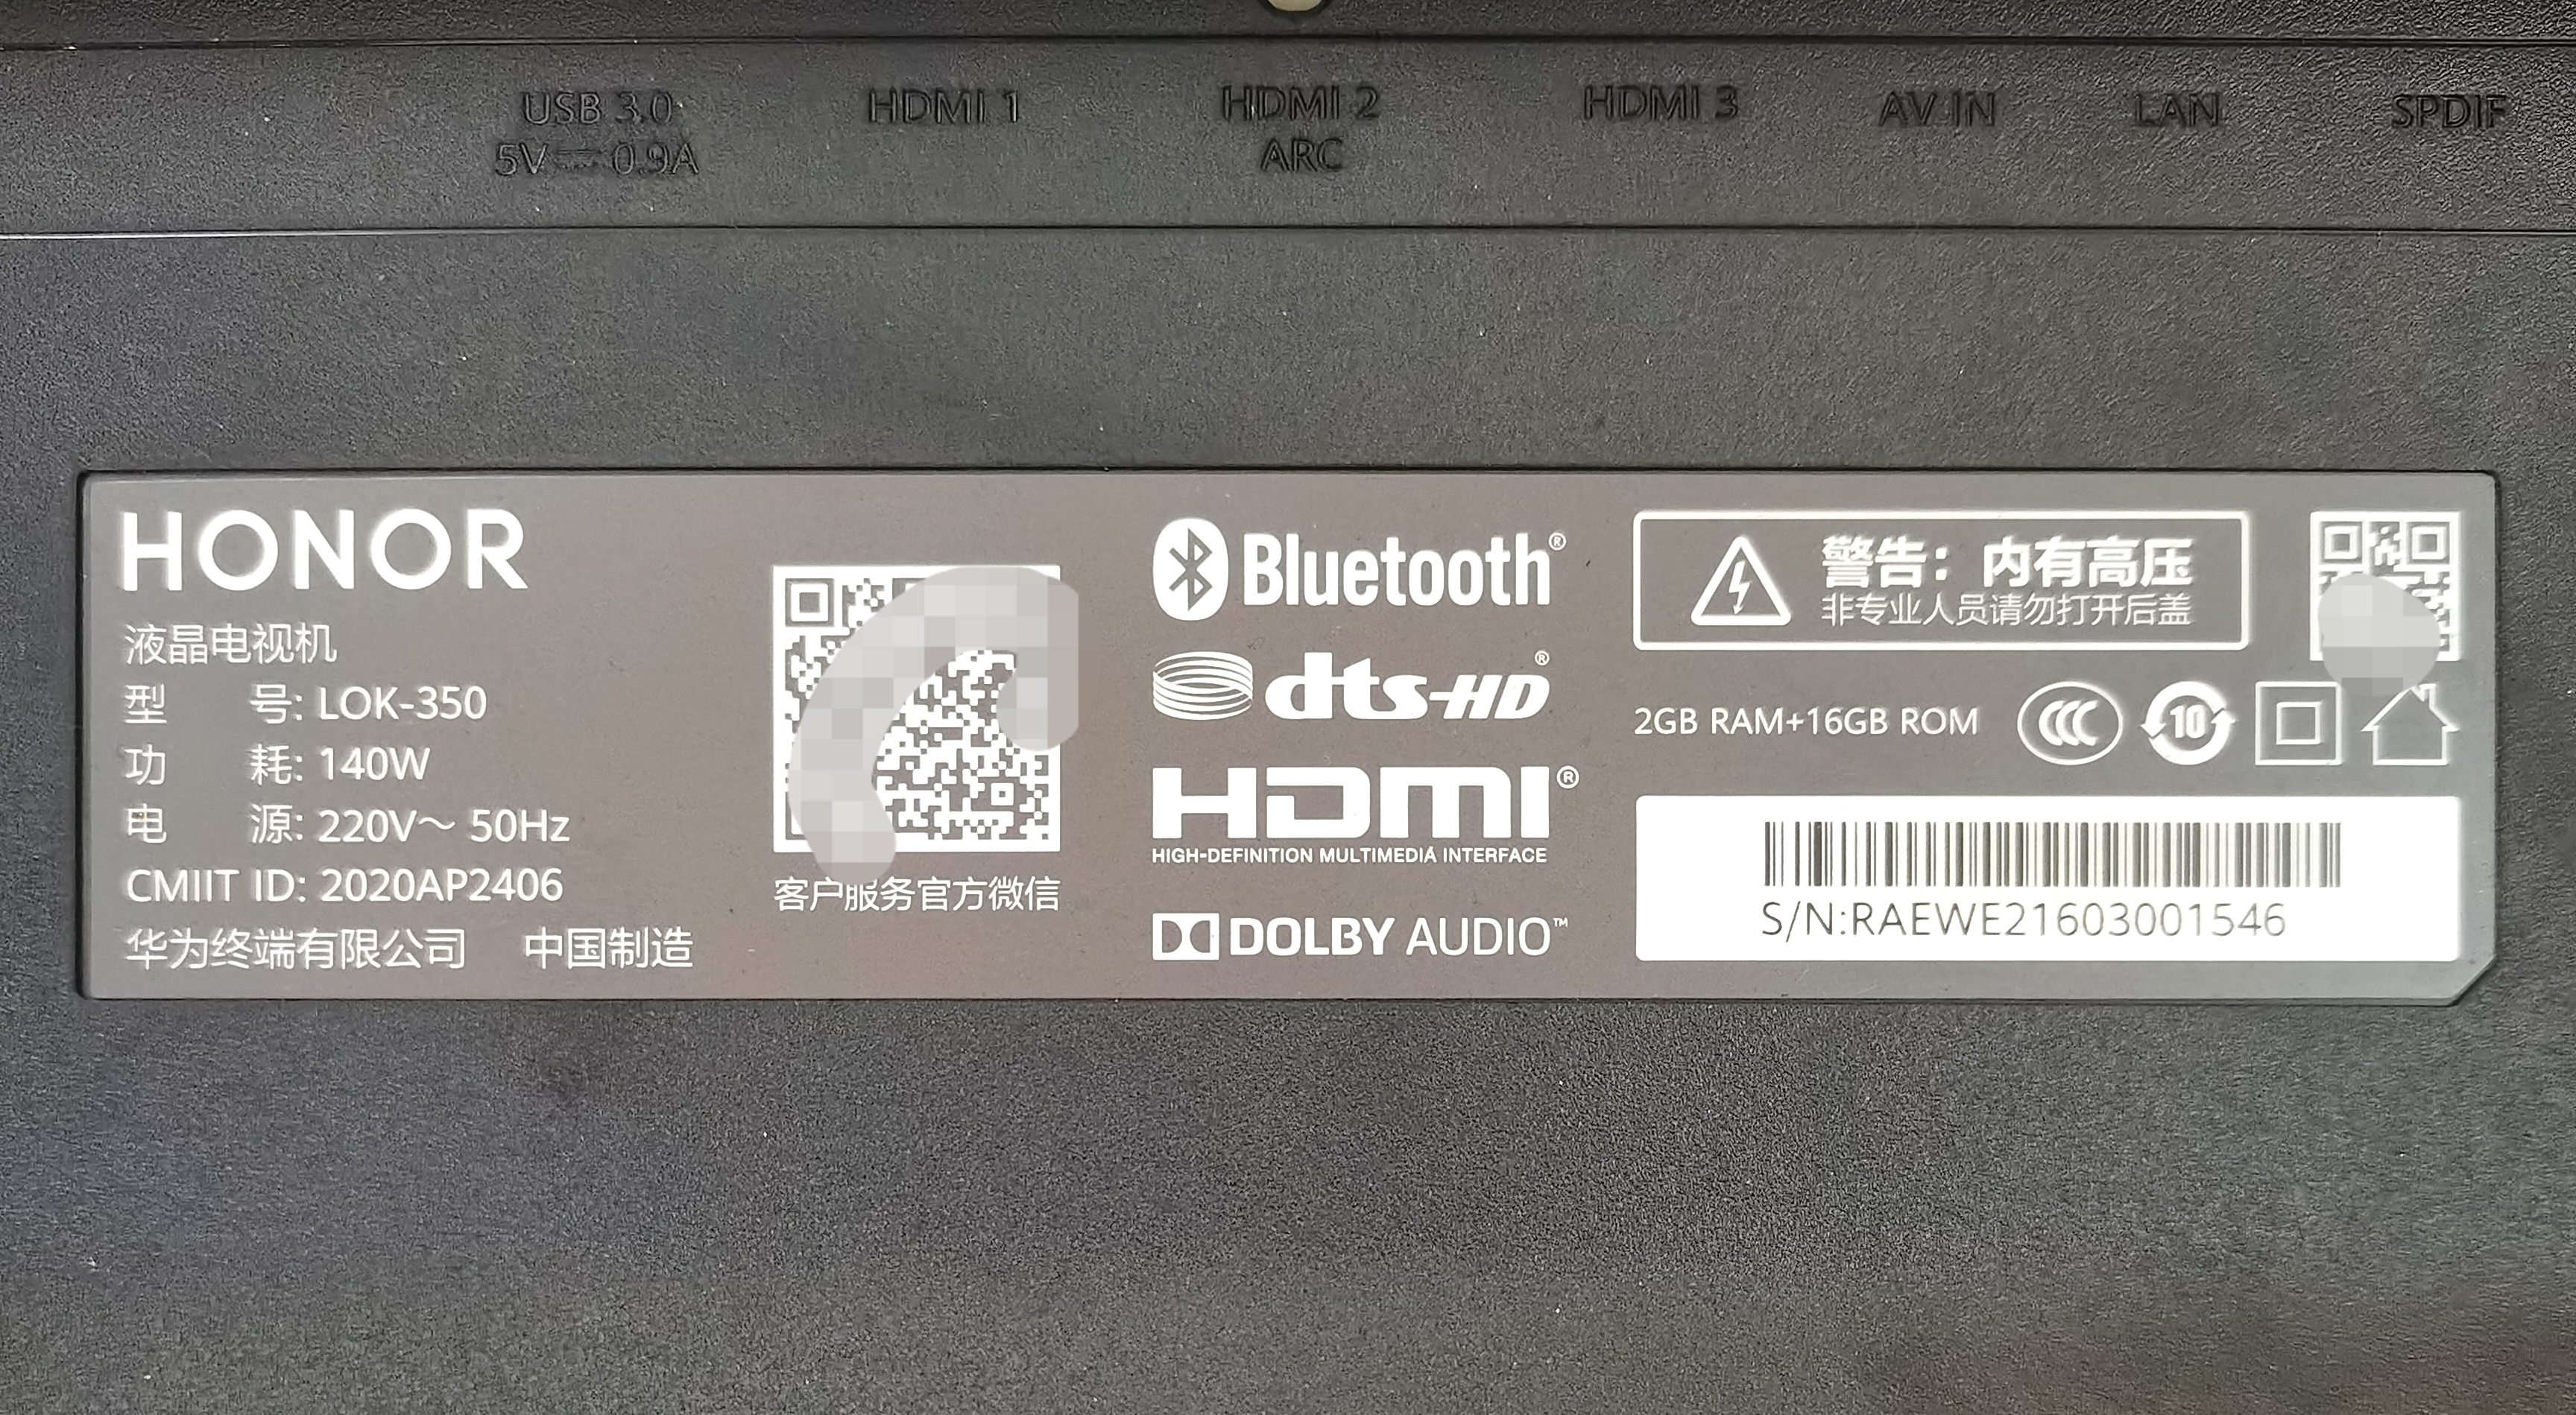 USB 3.0
5V⎓0.9A
HDMI 1
HDMI 2
ARC
HDMI 3
AV IN
LAN
SPDIF
HONOR
液晶电视机
型 号: LOK-350
功 耗: 140W
电 源: 220V～ 50Hz
CMIIT ID: 2020AP2406
华为终端有限公司 中国制造
客户服务官方微信
Bluetooth®
dts-HD®
HDMI®
HIGH-DEFINITION MULTIMEDIA INTERFACE
DOLBY AUDIO™
警告：内有高压
非专业人员请勿打开后盖
2GB RAM+16GB ROM
CCC
10
S/N:RAEWE21603001546